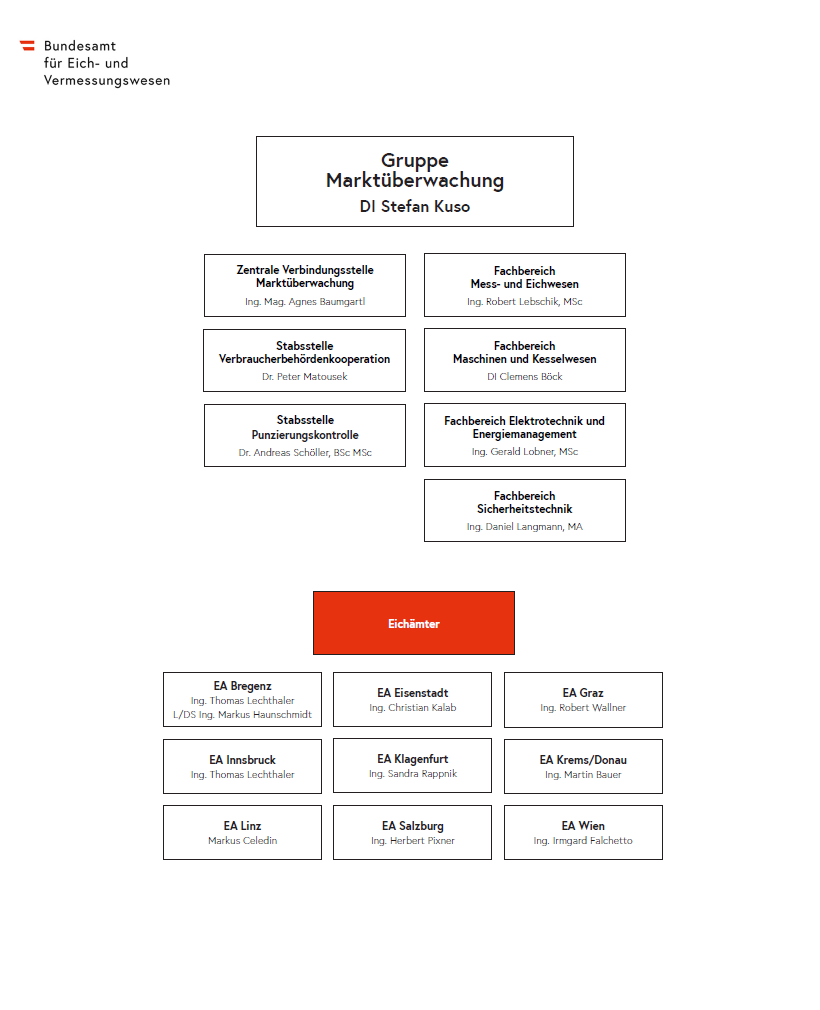 Bundesamt
für Eich- und
Vermessungswesen
Gruppe
Marktüberwachung
DI Stefan Kuso
Zentrale Verbindungsstelle
Marktüberwachung
Ing. Mag. Agnes Baumgartl
Fachbereich
Mess- und Eichwesen
Ing. Robert Lebschik, MSc
Stabsstelle
Verbraucherbehördenkooperation
Dr. Peter Matousek
Fachbereich
Maschinen und Kesselwesen
DI Clemens Böck
Stabsstelle
Punzierungskontrolle
Dr. Andreas Schöller, BSc MSc
Fachbereich Elektrotechnik und
Energiemanagement
Ing. Gerald Lobner, MSc
Fachbereich
Sicherheitstechnik
Ing. Daniel Langmann, MA
Eichämter
EA Bregenz
Ing. Thomas Lechthaler
L/DS Ing. Markus Haunschmidt
EA Eisenstadt
Ing. Christian Kalab
EA Graz
Ing. Robert Wallner
EA Innsbruck
Ing. Thomas Lechthaler
EA Klagenfurt
Ing. Sandra Rappnik
EA Krems/Donau
Ing. Martin Bauer
EA Linz
Markus Celedin
EA Salzburg
Ing. Herbert Pixner
EA Wien
Ing. Irmgard Falchetto